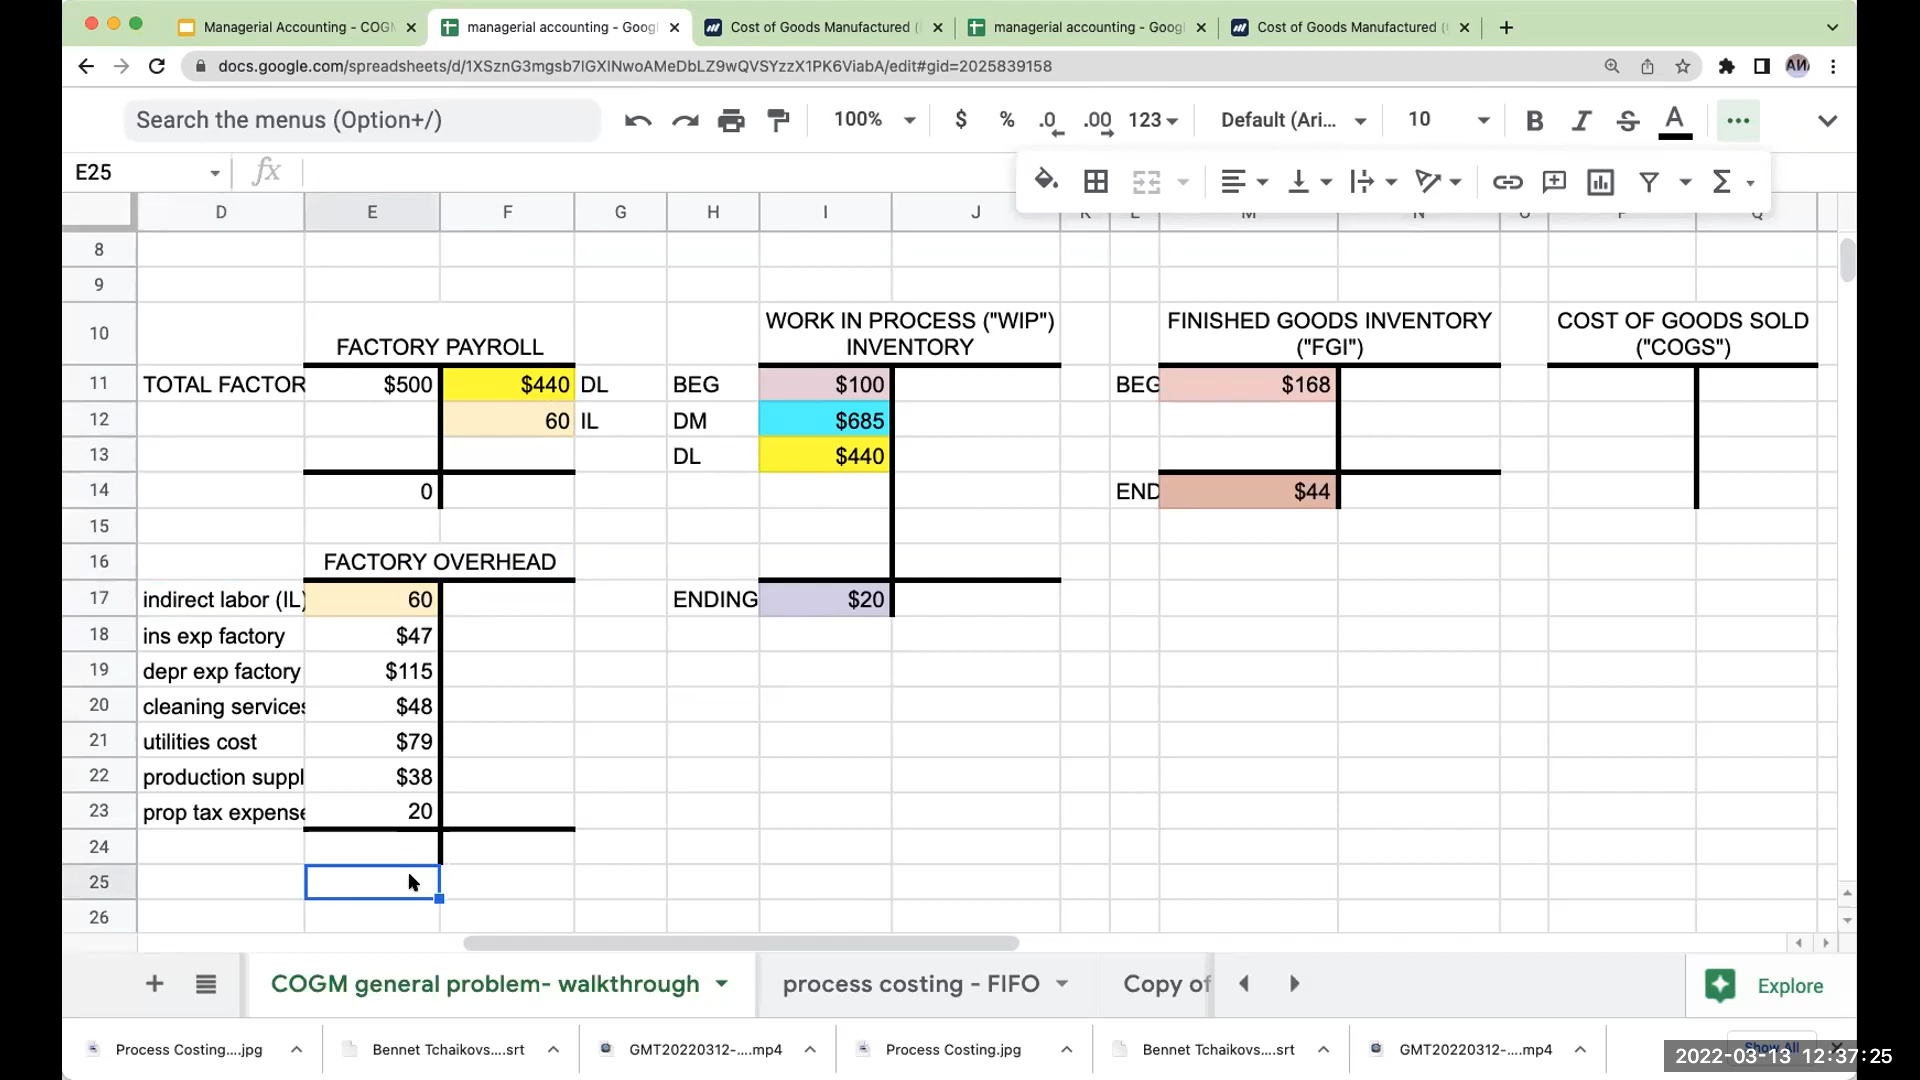 Managerial Accounting - COGM
managerial accounting - Googl
Cost of Goods Manufactured (
managerial accounting - Googl
Cost of Goods Manufactured (
docs.google.com/spreadsheets/d/1XSznG3mgsb7lGXlNwoAMeDbLZ9wQVSYzzX1PK6ViabA/edit#gid=2025839158
Search the menus (Option+/)
100%
$
%
.0
.00
123
Default (Ari...
10
B
I
S
A
E25
fx
D E F G H I J K L M N O P Q
8
9
10 FACTORY PAYROLL WORK IN PROCESS ("WIP") INVENTORY FINISHED GOODS INVENTORY ("FGI") COST OF GOODS SOLD ("COGS")
11 TOTAL FACTOR $500 $440 DL BEG $100 BEG $168
12 60 IL DM $685
13 DL $440
14 0 END $44
15
16 FACTORY OVERHEAD
17 indirect labor (IL) 60 ENDING $20
18 ins exp factory $47
19 depr exp factory $115
20 cleaning services $48
21 utilities cost $79
22 production suppl $38
23 prop tax expense 20
24
25
26
COGM general problem- walkthrough
process costing - FIFO
Copy of
Explore
Process Costing....jpg
Bennet Tchaikovs....srt
GMT20220312-....mp4
Process Costing.jpg
Bennet Tchaikovs....srt
GMT20220312-....mp4
Show All
2022-03-13 12:37:25